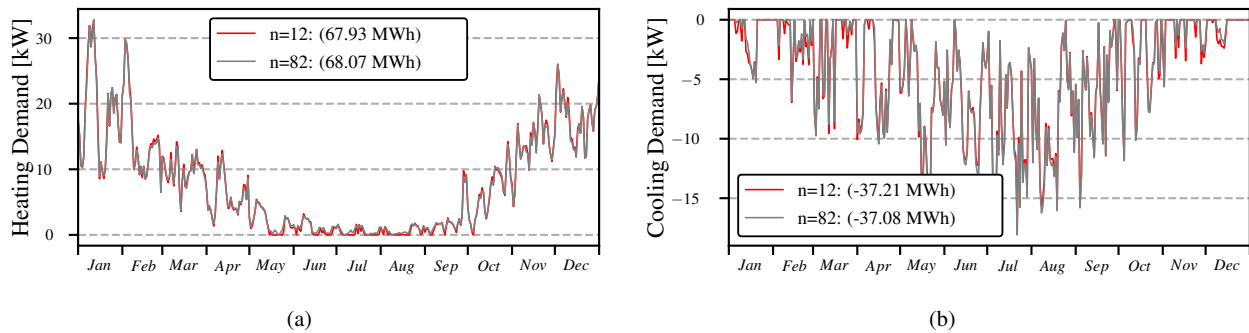 Heating Demand [kW]
30
20
10
0
n=12: (67.93 MWh)
n=82: (68.07 MWh)
Jan Feb Mar Apr May Jun Jul Aug Sep Oct Nov Dec
(a)
Cooling Demand [kW]
0
−5
−10
−15
n=12: (-37.21 MWh)
n=82: (-37.08 MWh)
Jan Feb Mar Apr May Jun Jul Aug Sep Oct Nov Dec
(b)